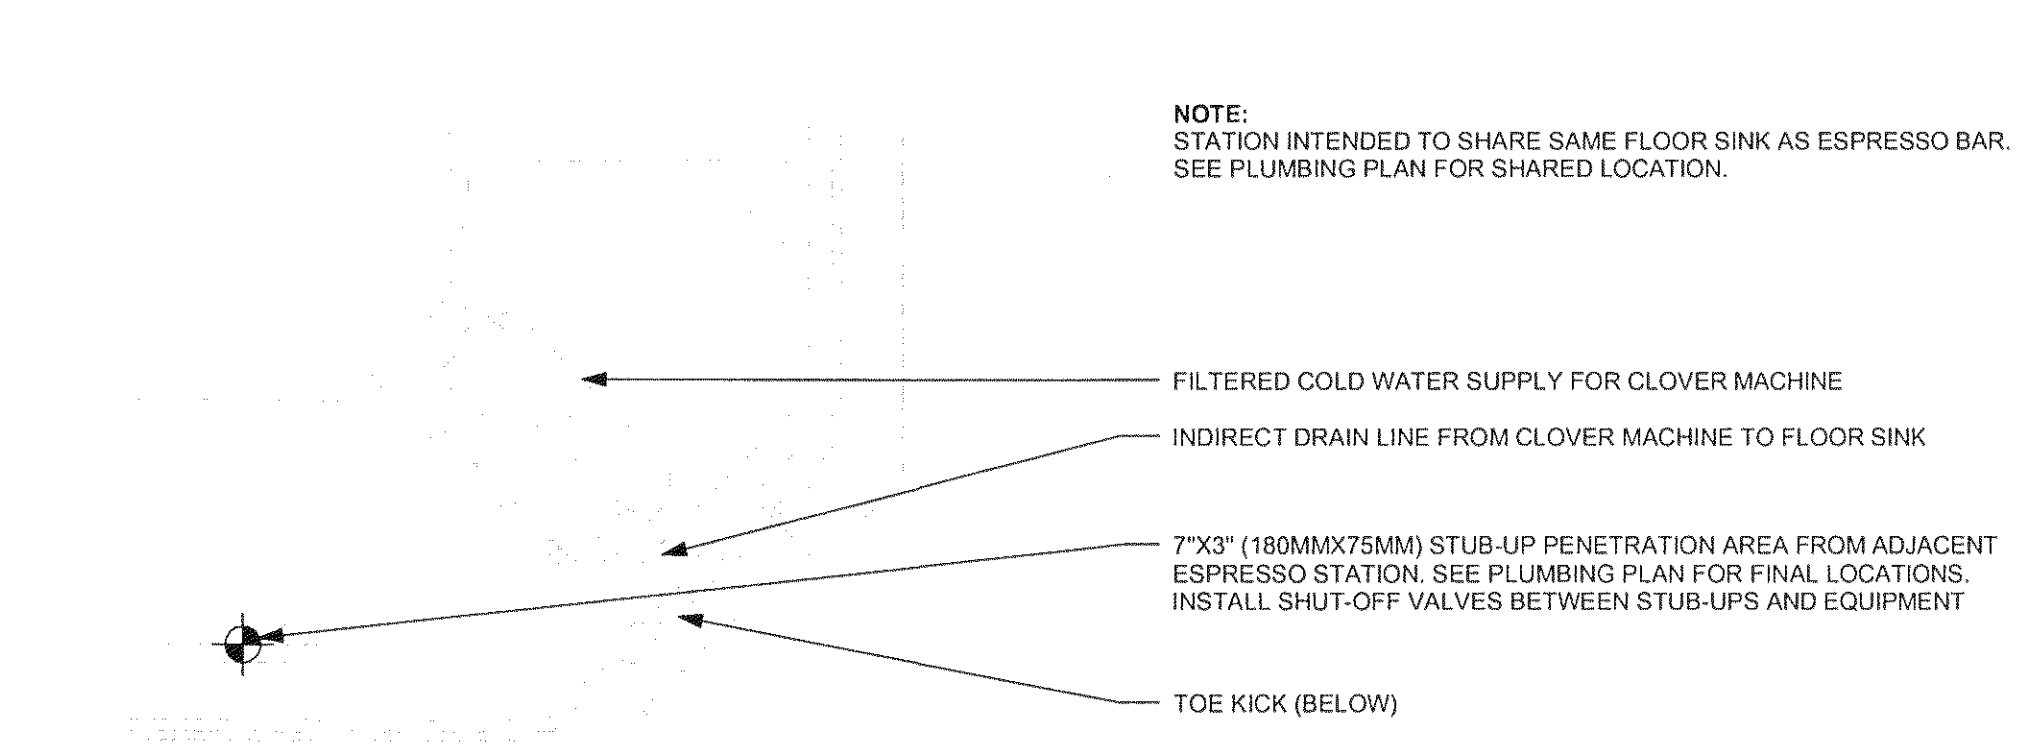 NOTE:
STATION INTENDED TO SHARE SAME FLOOR SINK AS ESPRESSO BAR.
SEE PLUMBING PLAN FOR SHARED LOCATION.
FILTERED COLD WATER SUPPLY FOR CLOVER MACHINE
INDIRECT DRAIN LINE FROM CLOVER MACHINE TO FLOOR SINK
7"X3" (180MMX75MM) STUB-UP PENETRATION AREA FROM ADJACENT
ESPRESSO STATION. SEE PLUMBING PLAN FOR FINAL LOCATIONS.
INSTALL SHUT-OFF VALVES BETWEEN STUB-UPS AND EQUIPMENT
TOE KICK (BELOW)